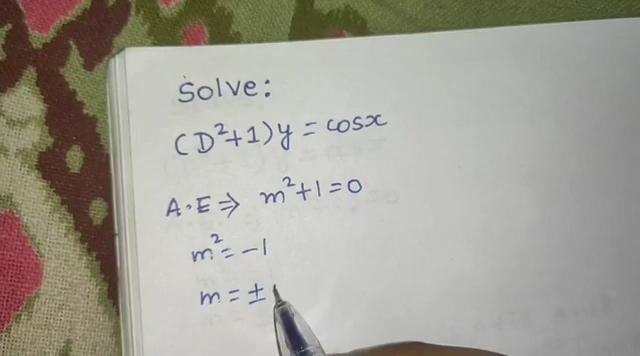 Solve:
(D²+1)y = cosx
A.E ⇒ m²+1=0
m² = -1
m = ±